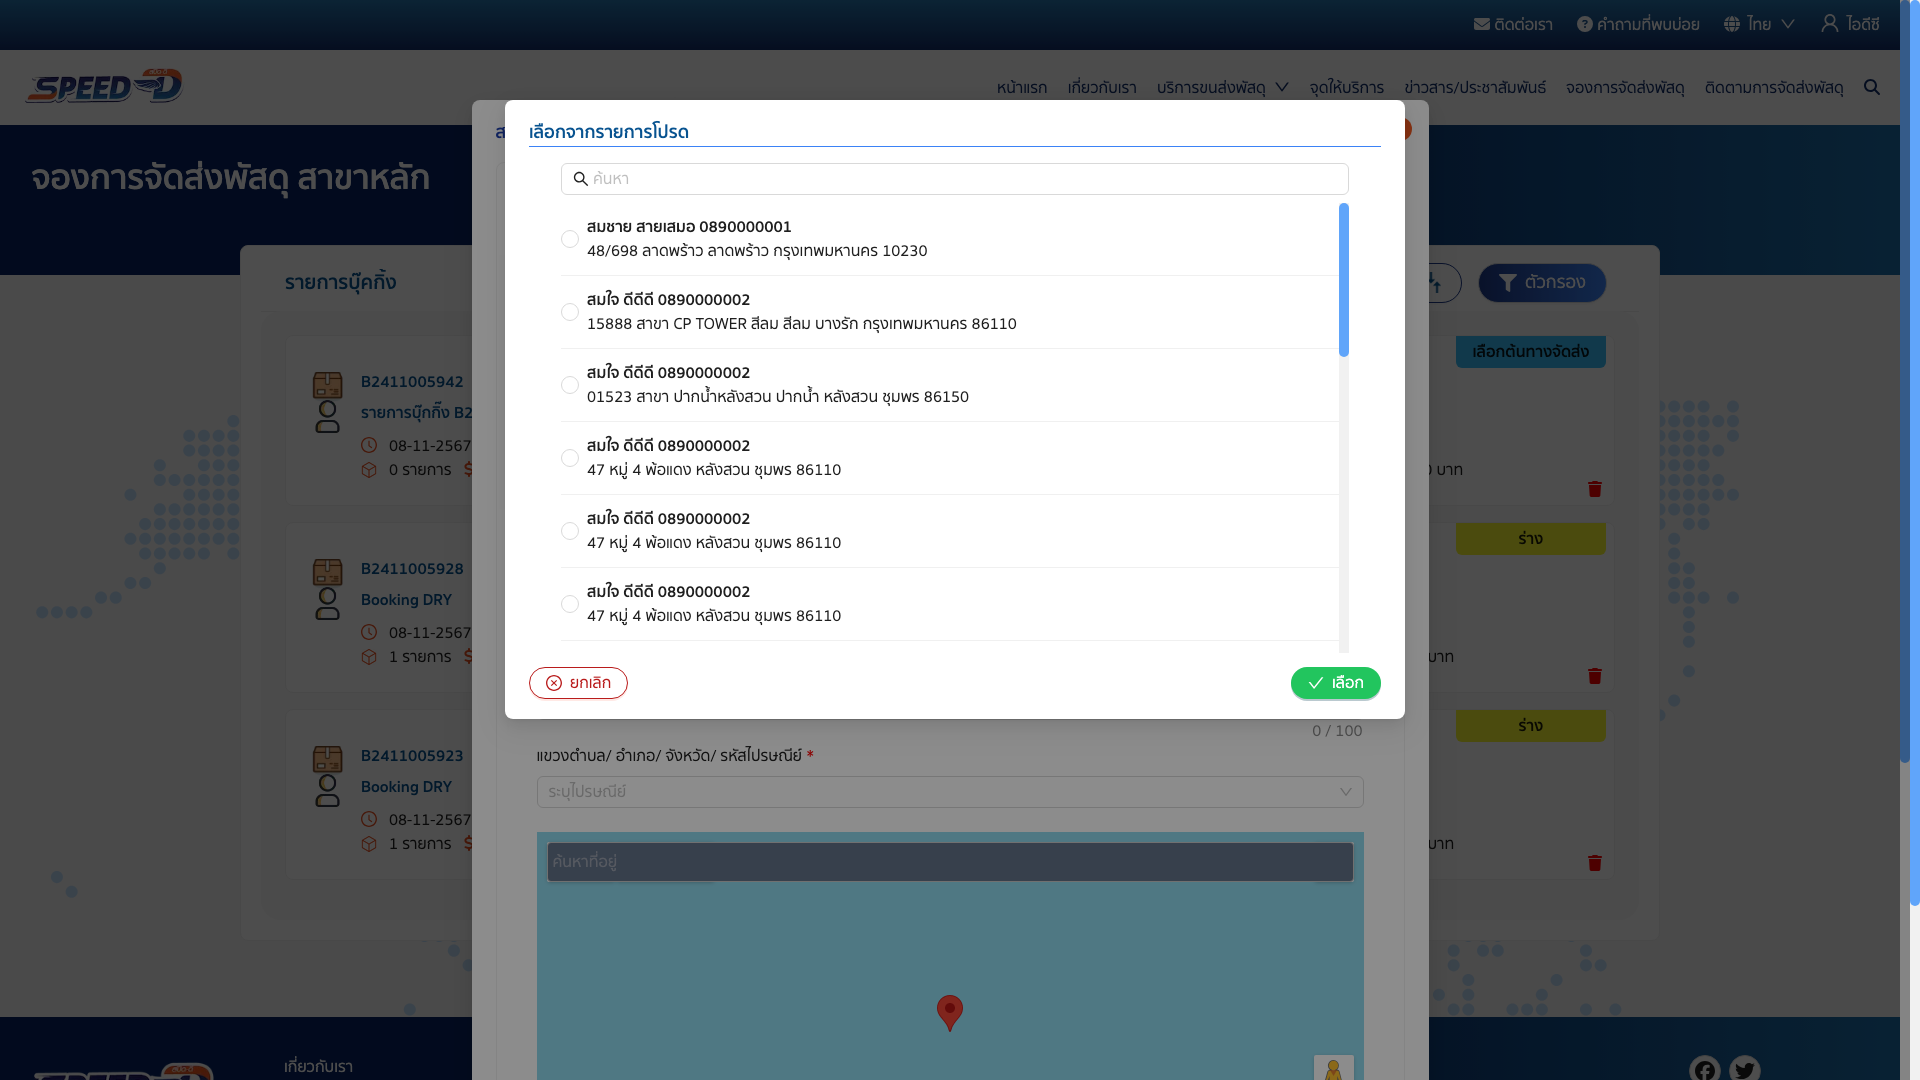 ติดต่อเรา
คำถามที่พบบ่อย
ไทย
ไอดีซี
SPEED-D
หน้าแรก
เกี่ยวกับเรา
บริการขนส่งพัสดุ
จุดให้บริการ
ข่าวสาร/ประชาสัมพันธ์
จองการจัดส่งพัสดุ
ติดตามการจัดส่งพัสดุ
จองการจัดส่งพัสดุ สาขาหลัก
เลือกจากรายการโปรด
ค้นหา
สมชาย สายเสมอ 0890000001
48/698 ลาดพร้าว ลาดพร้าว กรุงเทพมหานคร 10230
สมใจ ดีดีดี 0890000002
15888 สาขา CP TOWER สีลม สีลม บางรัก กรุงเทพมหานคร 86110
สมใจ ดีดีดี 0890000002
01523 สาขา ปากน้ำหลังสวน ปากน้ำ หลังสวน ชุมพร 86150
สมใจ ดีดีดี 0890000002
47 หมู่ 4 พ้อแดง หลังสวน ชุมพร 86110
สมใจ ดีดีดี 0890000002
47 หมู่ 4 พ้อแดง หลังสวน ชุมพร 86110
สมใจ ดีดีดี 0890000002
47 หมู่ 4 พ้อแดง หลังสวน ชุมพร 86110
ยกเลิก
เลือก
0 / 100
แขวงตำบล/ อำเภอ/ จังหวัด/ รหัสไปรษณีย์ *
ระบุไปรษณีย์
ค้นหาที่อยู่
รายการบุ๊คกิ้ง
ตัวกรอง
B2411005942
รายการบุ๊กกิ๊ง B2
08-11-2567
0 รายการ
เลือกต้นทางจัดส่ง
บาท
B2411005928
Booking DRY
08-11-2567
1 รายการ
ร่าง
บาท
B2411005923
Booking DRY
08-11-2567
1 รายการ
ร่าง
บาท
เกี่ยวกับเรา